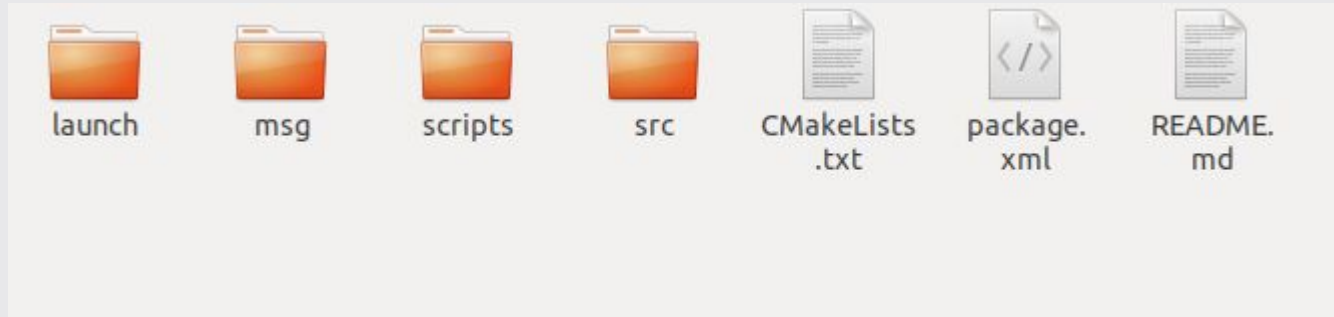 launch
msg
scripts
src
CMakeLists
.txt
package.
xml
README.
md